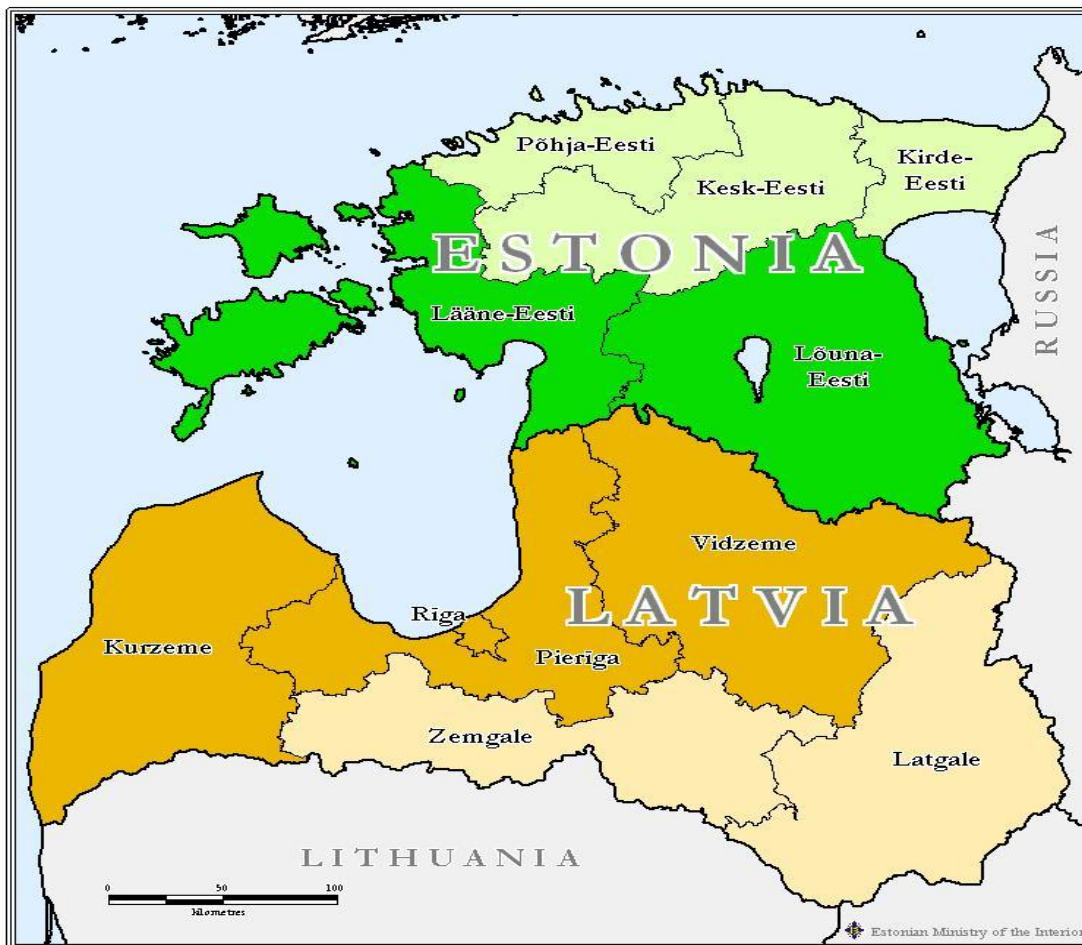 Põhja-Eesti
Kirde-
Eesti
Kesk-Eesti
ESTONIA
RUSSIA
Lääne-Eesti
Lõuna-
Eesti
Vidzeme
LATVIA
Rīga
Kurzeme
Pierīga
Zemgale
Latgale
LITHUANIA
0 50 100
kilometres
Estonian Ministry of the Interior